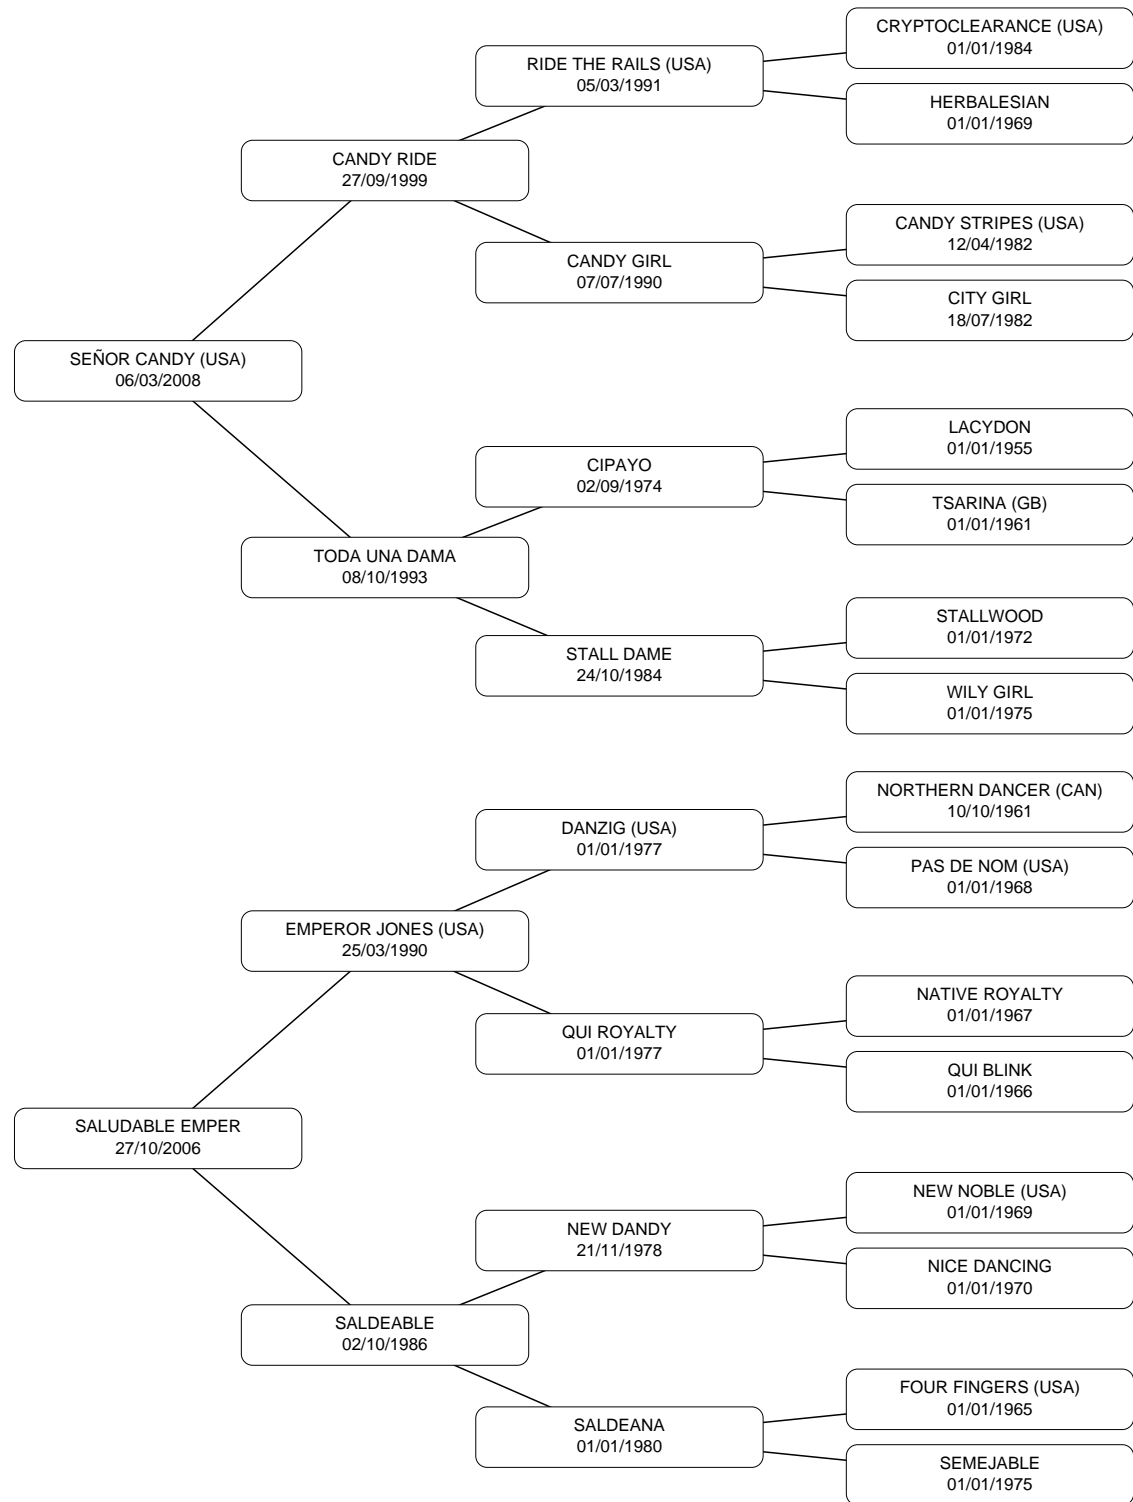 CRYPTOCLEARANCE (USA)
01/01/1984
RIDE THE RAILS (USA)
05/03/1991
HERBALESIAN
01/01/1969
CANDY RIDE
27/09/1999
CANDY STRIPES (USA)
12/04/1982
CANDY GIRL
07/07/1990
CITY GIRL
18/07/1982
SEÑOR CANDY (USA)
06/03/2008
LACYDON
01/01/1955
CIPAYO
02/09/1974
TSARINA (GB)
01/01/1961
TODA UNA DAMA
08/10/1993
STALLWOOD
01/01/1972
STALL DAME
24/10/1984
WILY GIRL
01/01/1975
NORTHERN DANCER (CAN)
10/10/1961
DANZIG (USA)
01/01/1977
PAS DE NOM (USA)
01/01/1968
EMPEROR JONES (USA)
25/03/1990
NATIVE ROYALTY
01/01/1967
QUI ROYALTY
01/01/1977
QUI BLINK
01/01/1966
SALUDABLE EMPER
27/10/2006
NEW NOBLE (USA)
01/01/1969
NEW DANDY
21/11/1978
NICE DANCING
01/01/1970
SALDEABLE
02/10/1986
FOUR FINGERS (USA)
01/01/1965
SALDEANA
01/01/1980
SEMEJABLE
01/01/1975